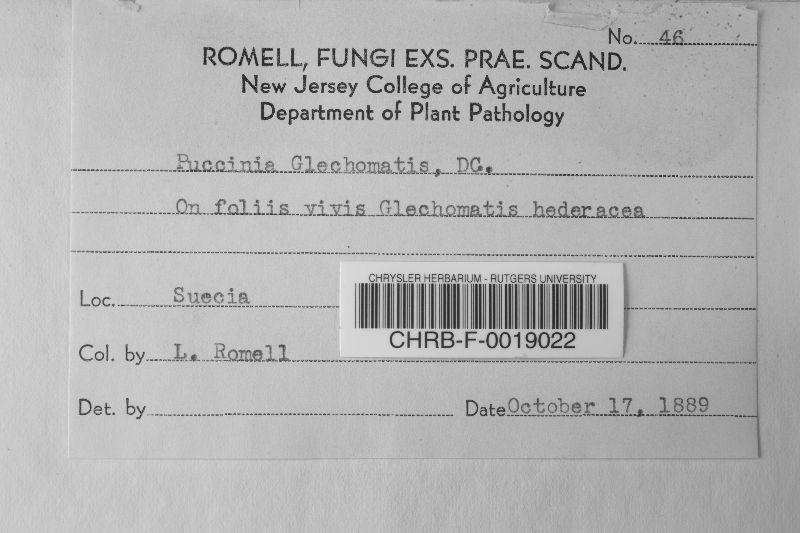 No. 46
ROMELL, FUNGI EXS. PRAE. SCAND.
New Jersey College of Agriculture
Department of Plant Pathology
Puccinia Glechomatis, DC.
On foliis vivis Glechomatis hederacea
CHRYSLER HERBARIUM - RUTGERS UNIVERSITY
Loc. Suecia
CHRB-F-0019022
Col. by L. Romell
Det. by Date October 17, 1889